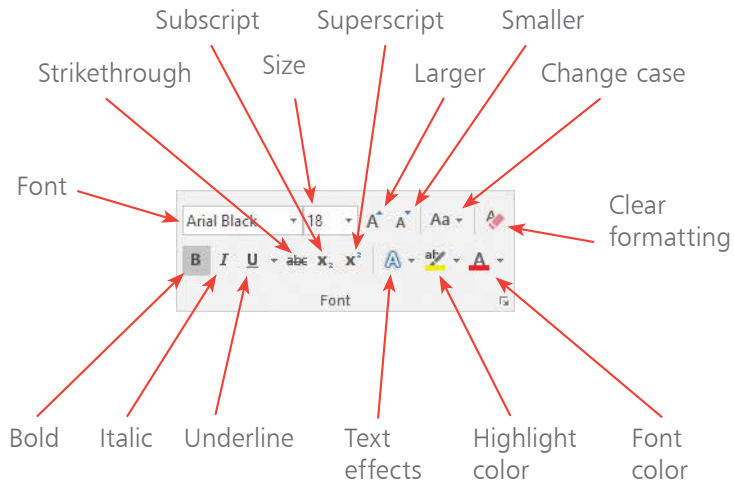 Subscript
Superscript
Smaller
Strikethrough
Size
Larger
Change case
Font
Clear
formatting
Arial Black
18
A
A
Aa
A
B
I
U
abc
x₂
x²
A
ab
A
Font
Bold
Italic
Underline
Text
effects
Highlight
color
Font
color